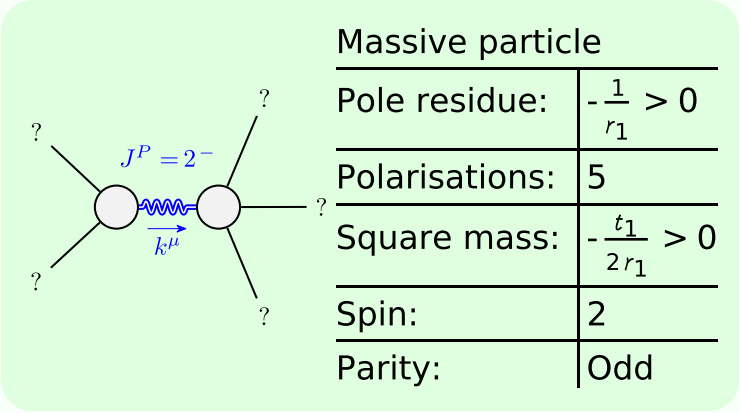 ?
?
J^P = 2^-
k^μ
?
?
?
Massive particle
Pole residue: -1/r₁ > 0
Polarisations: 5
Square mass: -t₁/2r₁ > 0
Spin: 2
Parity: Odd